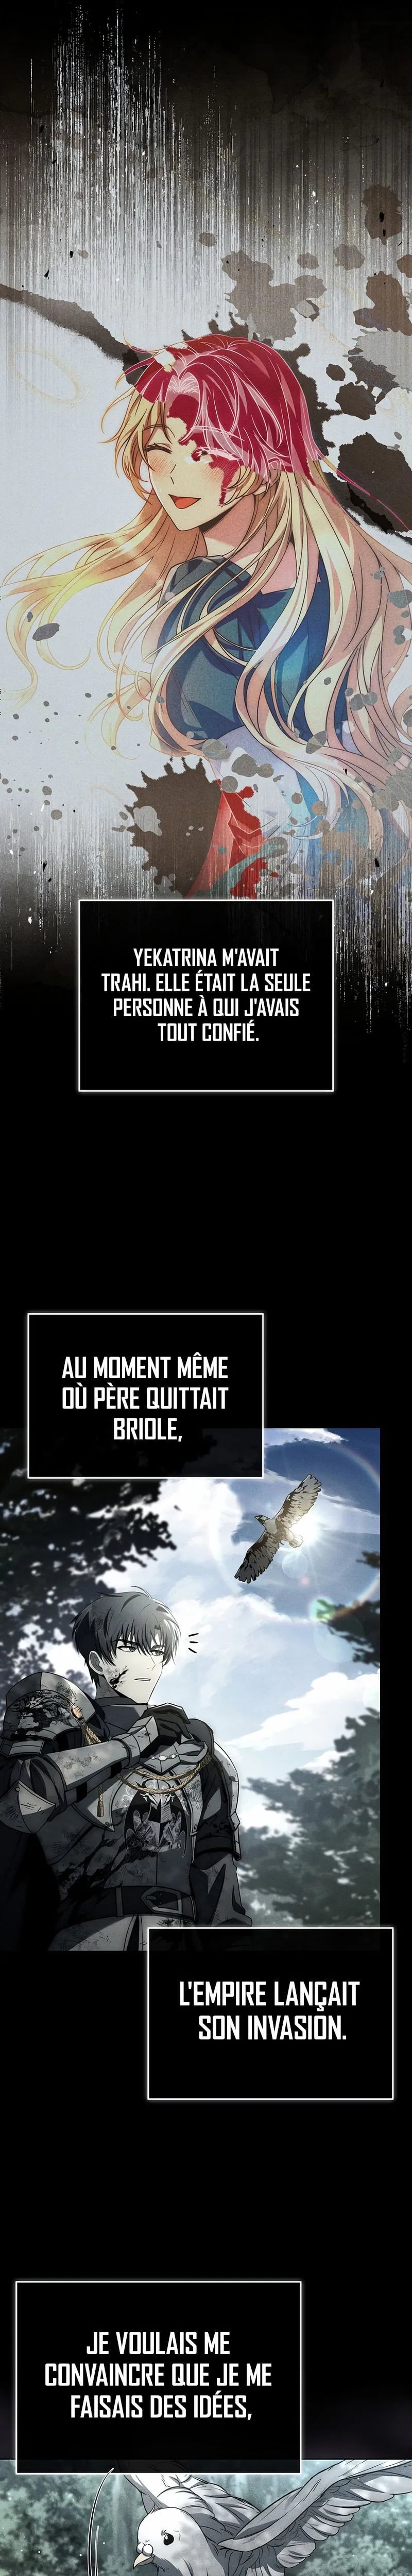 YEKATRINA M'AVAIT
TRAHI. ELLE ÉTAIT LA SEULE
PERSONNE À QUI J'AVAIS
TOUT CONFIÉ.
AU MOMENT MÊME
OÙ PÈRE QUITTAIT
BRIOLE,
L'EMPIRE LANÇAIT
SON INVASION.
JE VOULAIS ME
CONVAINCRE QUE JE ME
FAISAIS DES IDÉES,